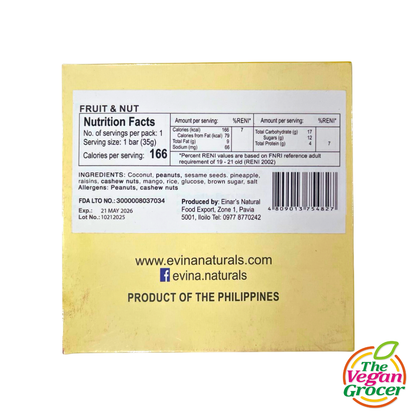 FRUIT & NUT
Nutrition Facts
No. of servings per pack: 1
Serving size: 1 bar (35g)
Calories per serving: 166
Amount per serving: %RENI*
Calories (kcal) 166 7
Calories from Fat (kcal) 79
Total Fat (g) 9
Sodium (mg) 66
Amount per serving: %RENI*
Total Carbohydrate (g) 17
Sugars (g) 12
Total Protein (g) 4 7
*Percent RENI values are based on FNRI reference adult
requirement of 19 - 21 old (RENI 2002)
INGREDIENTS: Coconut, peanuts, sesame seeds, pineapple,
raisins, cashew nuts, mango, rice, glucose, brown sugar, salt
Allergens: Peanuts, cashew nuts
FDA LTO NO.: 3000008037034
Exp.: 21 MAY 2026
Lot No.: 10212025
Produced by: Einar's Natural
Food Export, Zone 1, Pavia
5001, Iloilo Tel: 0977 8770242
4 809013 754827
www.evinanaturals.com
f evina.naturals
PRODUCT OF THE PHILIPPINES
The
Vegan
Grocer